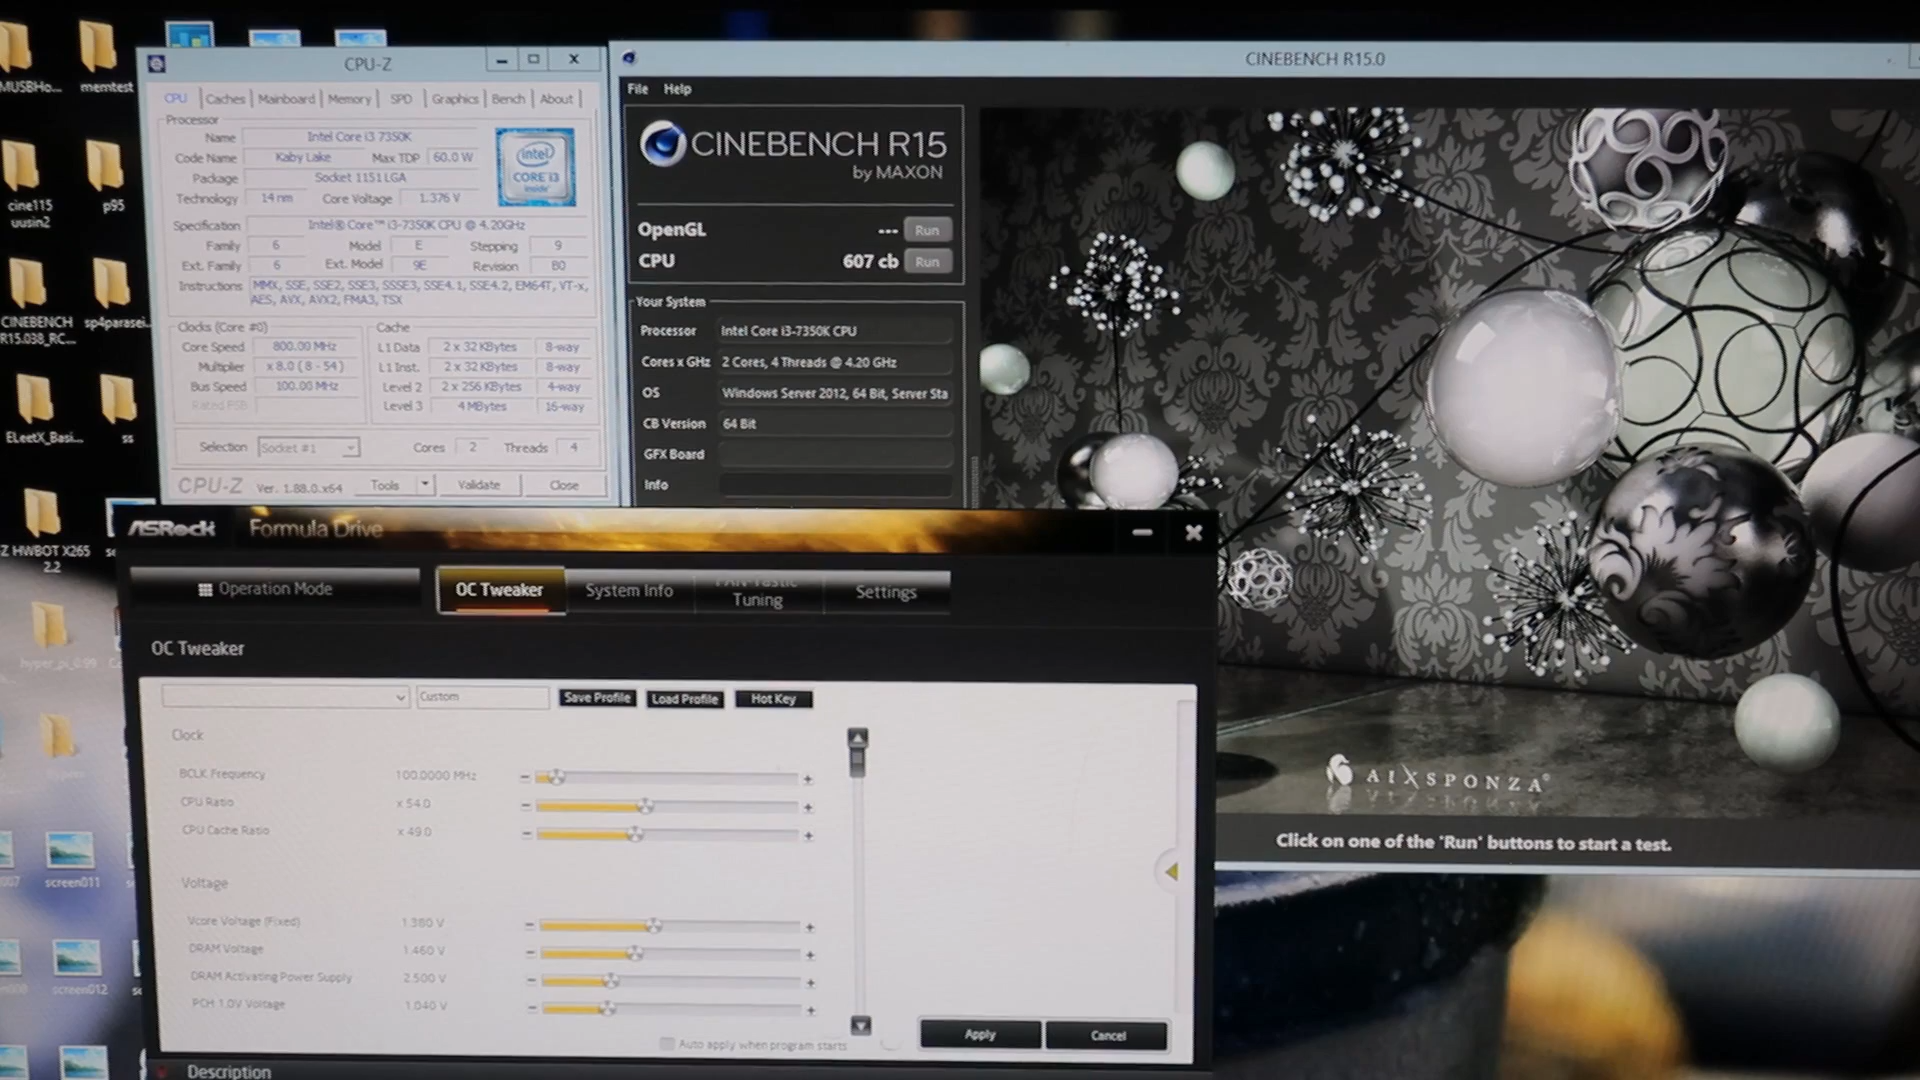 MUSBHo...
memtest
cine115
uusin2
p95
CINEBENCH
R15.038_RC...
sp4parasei...
ELeetX_Basi...
ss
Z HWBOT X265
2.2
hyper_pi_0.99
screen011
screen012
CPU-Z
CPU
Caches
Mainboard
Memory
SPD
Graphics
Bench
About
Processor
Name Intel Core i3 7350K
Code Name Kaby Lake Max TDP 60.0 W
Package Socket 1151 LGA
Technology 14 nm Core Voltage 1.376 V
intel
CORE i3
inside
Specification Intel® Core™ i3-7350K CPU @ 4.20GHz
Family 6 Model E Stepping 9
Ext. Family 6 Ext. Model 9E Revision B0
Instructions MMX, SSE, SSE2, SSE3, SSSE3, SSE4.1, SSE4.2, EM64T, VT-x,
AES, AVX, AVX2, FMA3, TSX
Clocks (Core #0)
Core Speed 800.00 MHz
Multiplier x 8.0 ( 8 - 54 )
Bus Speed 100.00 MHz
Rated FSB
Cache
L1 Data 2 x 32 KBytes 8-way
L1 Inst. 2 x 32 KBytes 8-way
Level 2 2 x 256 KBytes 4-way
Level 3 4 MBytes 16-way
Selection Socket #1 Cores 2 Threads 4
CPU-Z Ver. 1.88.0.x64 Tools Validate Close
CINEBENCH R15.0
File Help
CINEBENCH R15
by MAXON
OpenGL --- Run
CPU 607 cb Run
Your System
Processor Intel Core i3-7350K CPU
Cores x GHz 2 Cores, 4 Threads @ 4.20 GHz
OS Windows Server 2012, 64 Bit, Server Sta
CB Version 64 Bit
GFX Board
Info
AIXSPONZA®
Click on one of the 'Run' buttons to start a test.
ASRock Formula Drive
Operation Mode
OC Tweaker
System Info
FAN-Tastic
Tuning
Settings
OC Tweaker
Custom
Save Profile
Load Profile
Hot Key
Clock
BCLK Frequency 100.0000 MHz
CPU Ratio x 54.0
CPU Cache Ratio x 49.0
Voltage
Vcore Voltage (Fixed) 1.380 V
DRAM Voltage 1.460 V
DRAM Activating Power Supply 2.500 V
PCH 1.0V Voltage 1.040 V
Auto apply when program starts
Apply
Cancel
Description